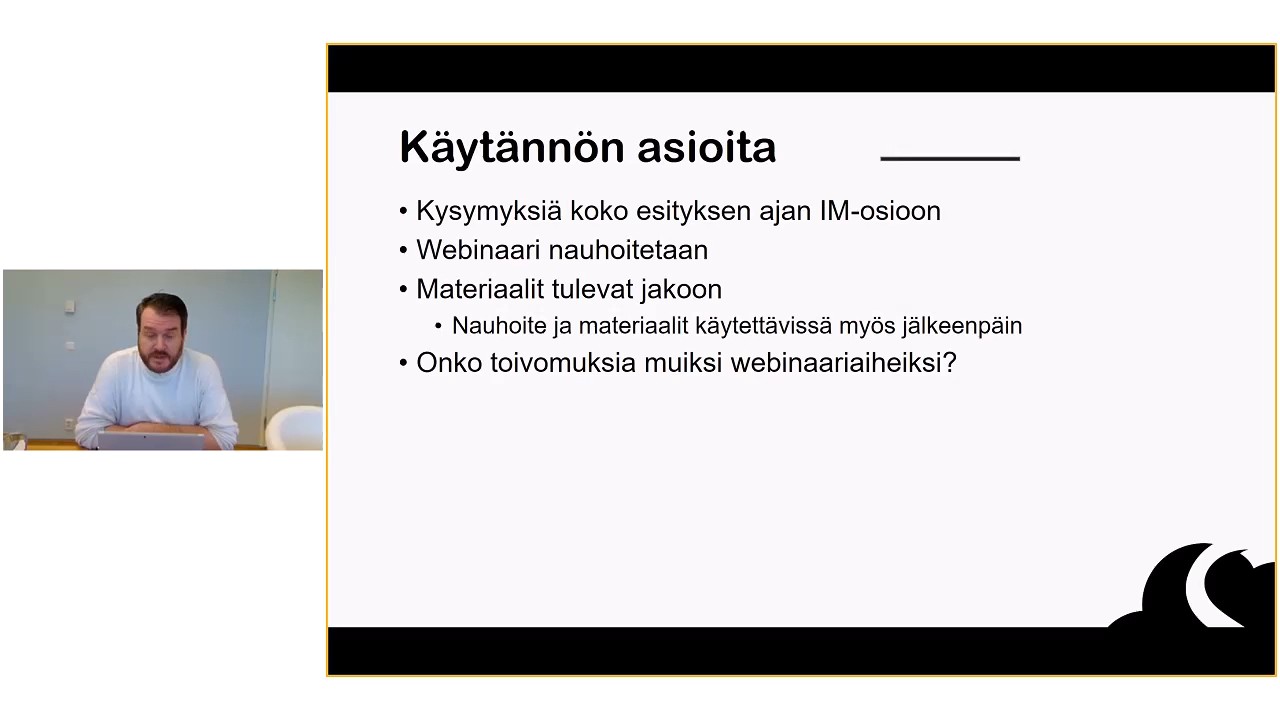 Käytännön asioita
• Kysymyksiä koko esityksen ajan IM-osioon
• Webinaari nauhoitetaan
• Materiaalit tulevat jakoon
• Nauhoite ja materiaalit käytettävissä myös jälkeenpäin
• Onko toivomuksia muiksi webinaariaiheiksi?